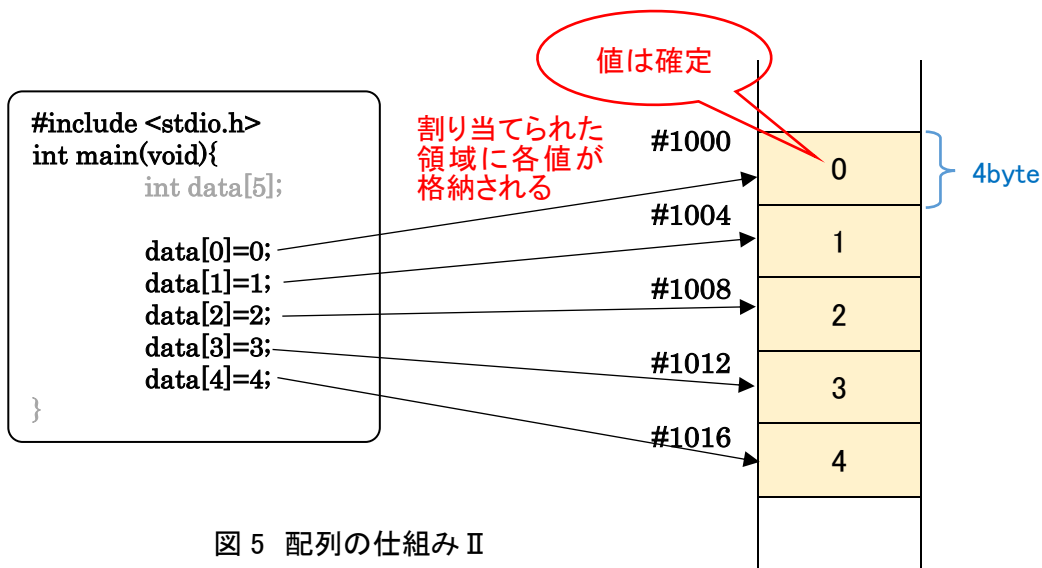 値は確定
#include <stdio.h>
int main(void){
int data[5];
data[0]=0;
data[1]=1;
data[2]=2;
data[3]=3;
data[4]=4;
}
割り当てられた
領域に各値が
格納される
#1000
0
4byte
#1004
1
#1008
2
#1012
3
#1016
4
図 5 配列の仕組みⅡ